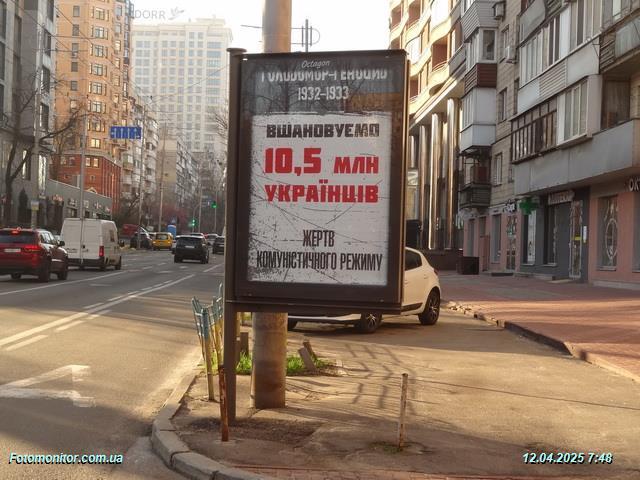 Octagon
ГОЛОДОМОР-ГЕНОЦИД
1932-1933
ВШАНОВУЄМО
10,5 МЛН
УКРАЇНЦІВ
ЖЕРТВ
КОМУНІСТИЧНОГО РЕЖИМУ
Fotomonitor.com.ua
12.04.2025 7:48